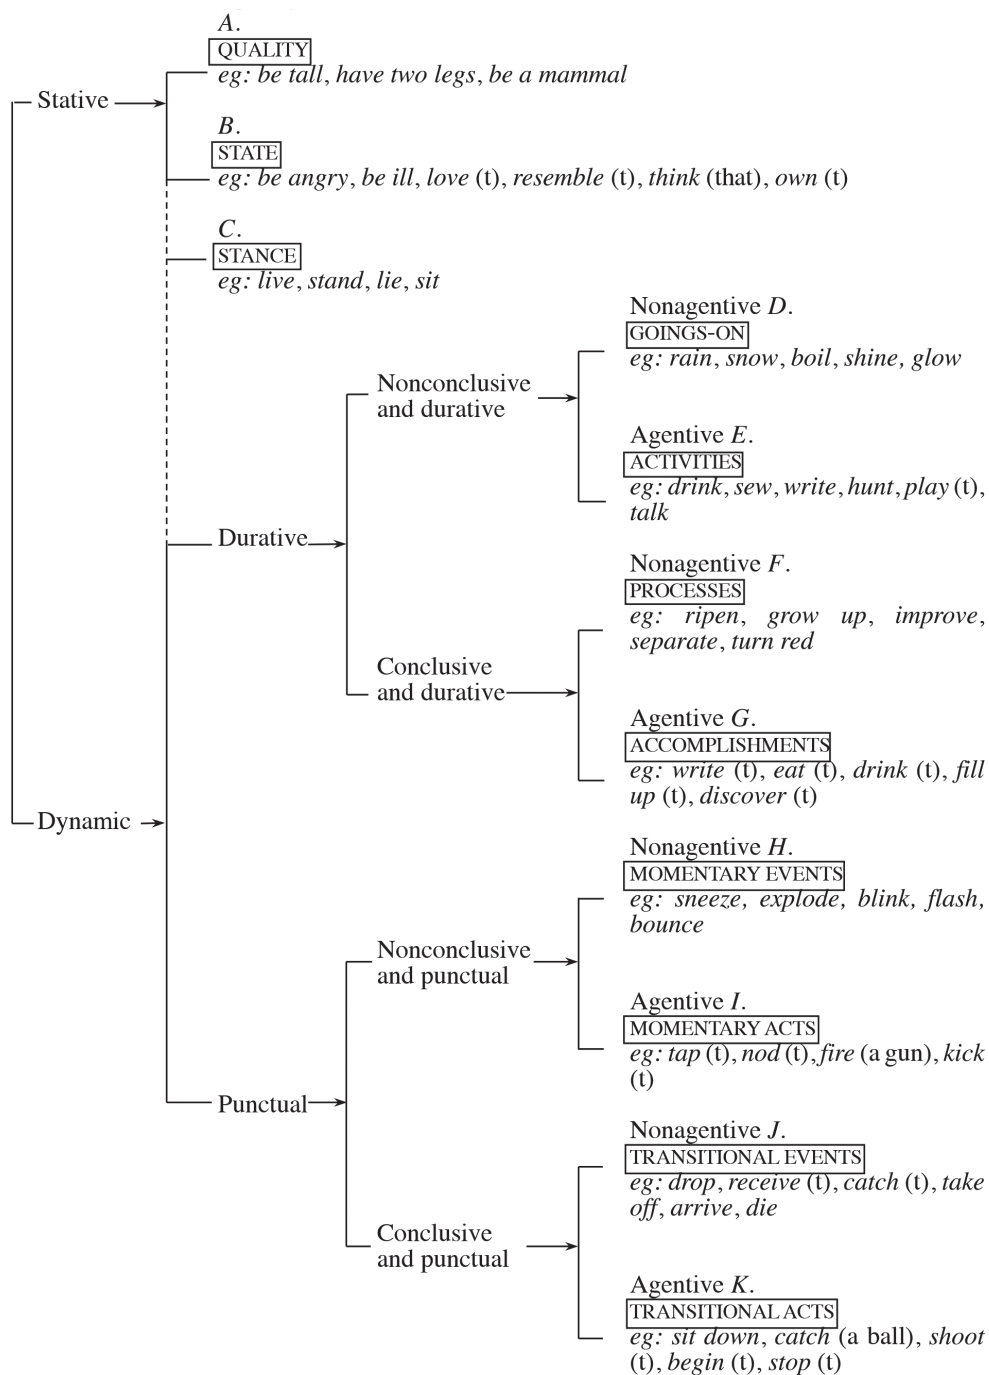 A.
QUALITY
eg: be tall, have two legs, be a mammal
Stative
B.
STATE
eg: be angry, be ill, love (t), resemble (t), think (that), own (t)
C.
STANCE
eg: live, stand, lie, sit
Nonagentive D.
GOINGS-ON
eg: rain, snow, boil, shine, glow
Nonconclusive
and durative
Agentive E.
ACTIVITIES
eg: drink, sew, write, hunt, play (t),
talk
Durative
Nonagentive F.
PROCESSES
eg: ripen, grow up, improve,
separate, turn red
Conclusive
and durative
Agentive G.
ACCOMPLISHMENTS
eg: write (t), eat (t), drink (t), fill
up (t), discover (t)
Dynamic
Nonagentive H.
MOMENTARY EVENTS
eg: sneeze, explode, blink, flash,
bounce
Nonconclusive
and punctual
Agentive I.
MOMENTARY ACTS
eg: tap (t), nod (t), fire (a gun), kick
(t)
Punctual
Nonagentive J.
TRANSITIONAL EVENTS
eg: drop, receive (t), catch (t), take
off, arrive, die
Conclusive
and punctual
Agentive K.
TRANSITIONAL ACTS
eg: sit down, catch (a ball), shoot
(t), begin (t), stop (t)